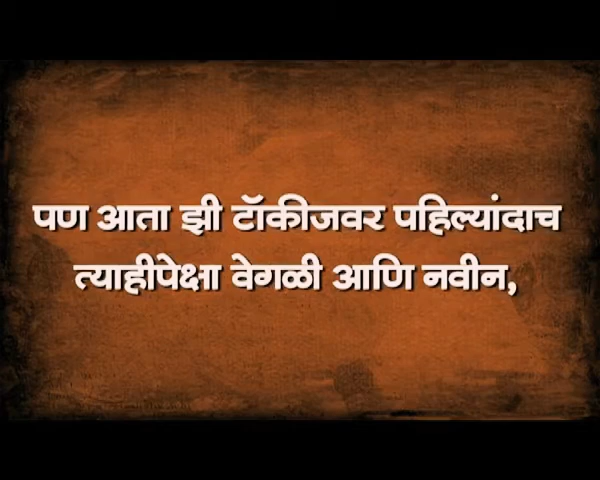 पण आता झी टॉकीजवर पहिल्यांदाच
त्याहीपेक्षा वेगळी आणि नवीन,